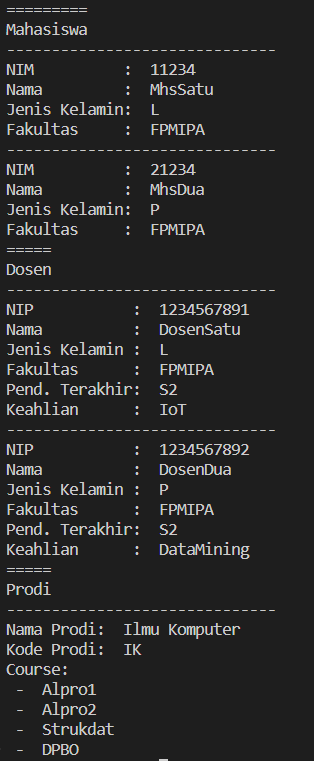 =========
Mahasiswa
------------------------------
NIM          :  11234
Nama         :  MhsSatu
Jenis Kelamin:  L
Fakultas     :  FPMIPA
------------------------------
NIM          :  21234
Nama         :  MhsDua
Jenis Kelamin:  P
Fakultas     :  FPMIPA
=====
Dosen
------------------------------
NIP           :  1234567891
Nama          :  DosenSatu
Jenis Kelamin :  L
Fakultas      :  FPMIPA
Pend. Terakhir:  S2
Keahlian      :  IoT
------------------------------
NIP           :  1234567892
Nama          :  DosenDua
Jenis Kelamin :  P
Fakultas      :  FPMIPA
Pend. Terakhir:  S2
Keahlian      :  DataMining
=====
Prodi
------------------------------
Nama Prodi:  Ilmu Komputer
Kode Prodi:  IK
Course:
 -  Alpro1
 -  Alpro2
 -  Strukdat
 -  DPBO